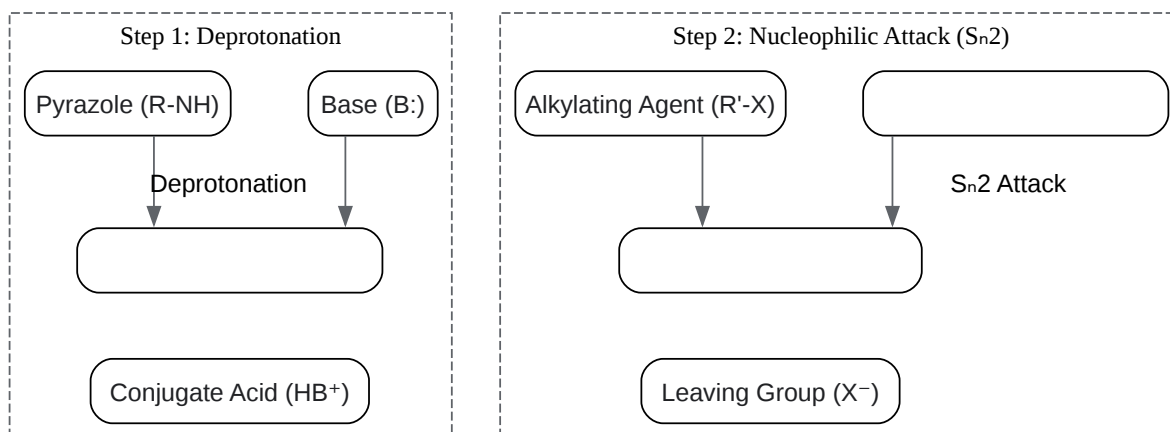 Step 1: Deprotonation
Pyrazole (R-NH)
Base (B:)
Deprotonation
Conjugate Acid (HB⁺)
Step 2: Nucleophilic Attack (Sₙ2)
Alkylating Agent (R'-X)
Sₙ2 Attack
Leaving Group (X⁻)